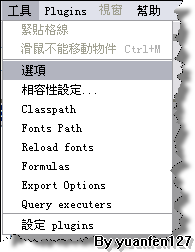 工具 Plugins 視窗 幫助
緊貼格線
滑鼠不能移動物件 Ctrl+M
選項
相容性設定...
Classpath
Fonts Path
Reload fonts
Formulas
Export Options
Query executers
設定 plugins
By yuanfen127